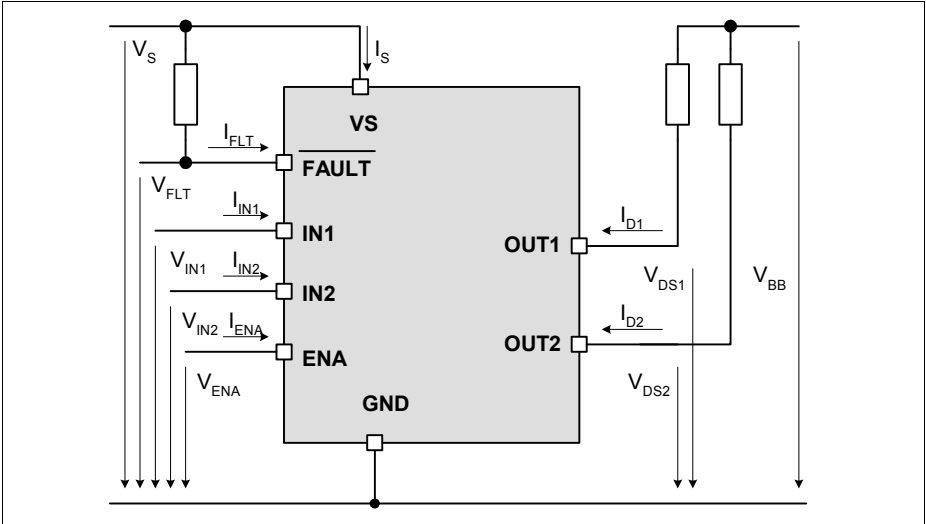 V_S
I_S
VS
I_FLT
FAULT
V_FLT
I_IN1
IN1
OUT1
I_D1
V_IN1
I_IN2
IN2
V_DS1
V_BB
V_IN2
I_ENA
ENA
OUT2
I_D2
V_ENA
V_DS2
GND